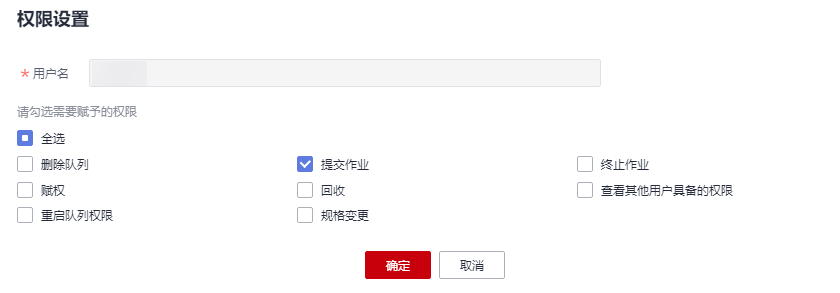 权限设置
* 用户名
请勾选需要赋予的权限
全选
删除队列 提交作业 终止作业
赋权 回收 查看其他用户具备的权限
重启队列权限 规格变更
确定 取消